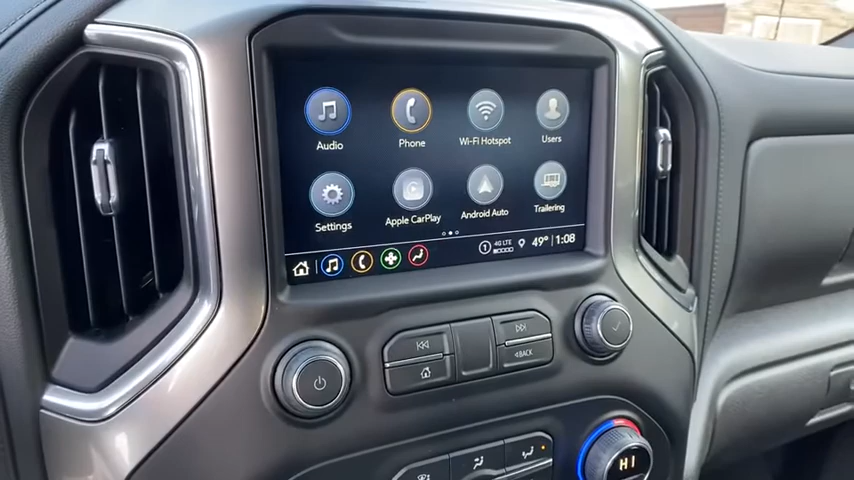 Audio Phone Wi-Fi Hotspot Users
Settings Apple CarPlay Android Auto Trailering
1 4G LTE 49° 1:08
BACK
HI